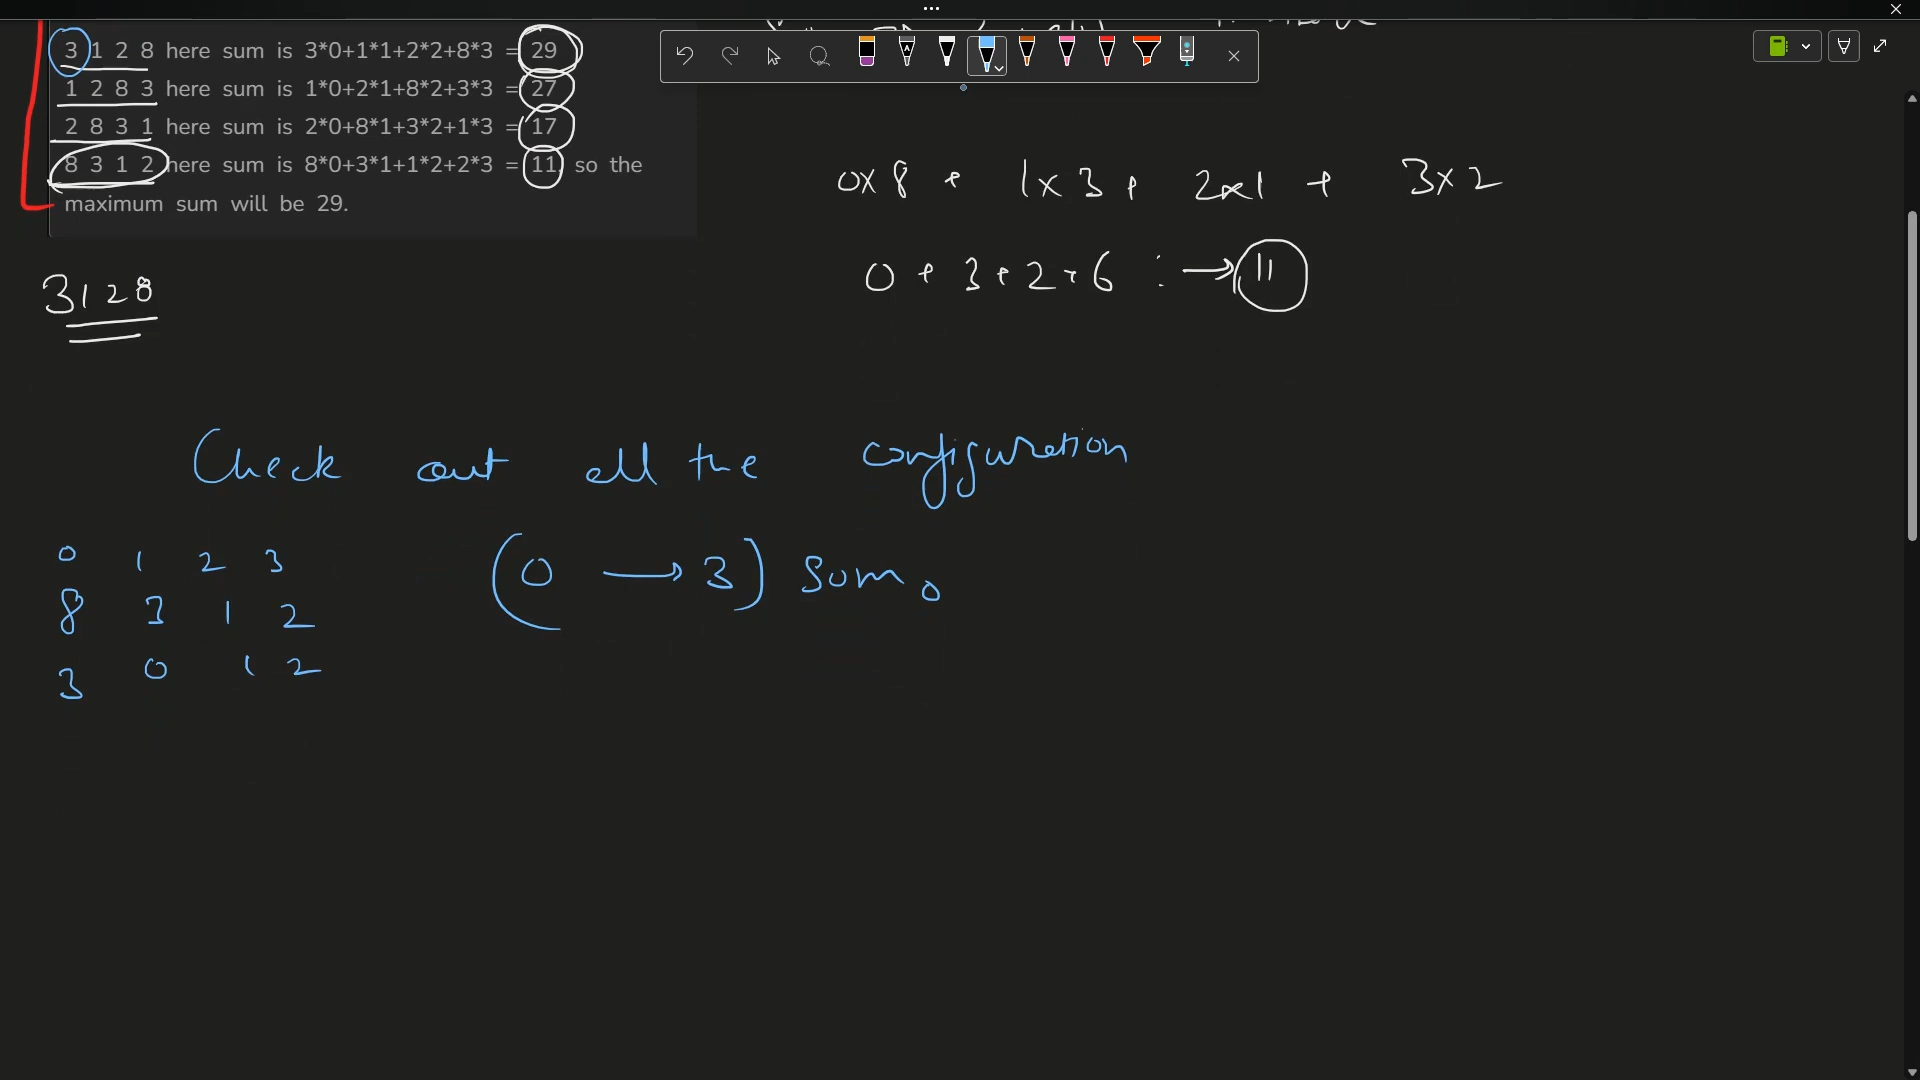 3 1 2 8 here sum is 3*0+1*1+2*2+8*3 = 29
1 2 8 3 here sum is 1*0+2*1+8*2+3*3 = 27
2 8 3 1 here sum is 2*0+8*1+3*2+1*3 = 17
8 3 1 2 here sum is 8*0+3*1+1*2+2*3 = 11. so the
maximum sum will be 29.
0x8 + 1x3 + 2x1 + 3x2
0 + 3 + 2 + 6 : → 11
3128
Check out all the configuration
0 1 2 3
(0 → 3) sum0
8 3 1 2
3 0 1 2